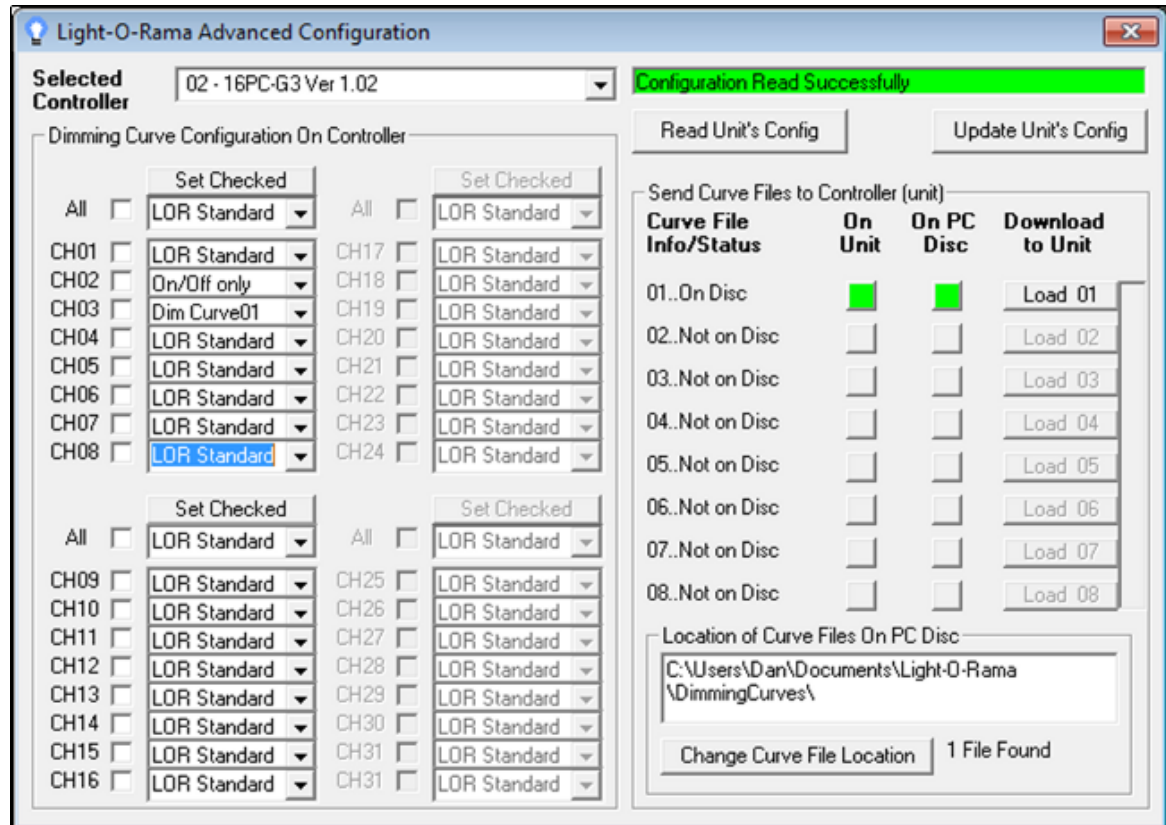 Light-O-Rama Advanced Configuration
Selected Controller
02 - 16PC-G3 Ver 1.02
Configuration Read Successfully
Read Unit's Config
Update Unit's Config
Dimming Curve Configuration On Controller
Set Checked
Set Checked
All LOR Standard
All LOR Standard
CH01 LOR Standard
CH17 LOR Standard
CH02 On/Off only
CH18 LOR Standard
CH03 Dim Curve01
CH19 LOR Standard
CH04 LOR Standard
CH20 LOR Standard
CH05 LOR Standard
CH21 LOR Standard
CH06 LOR Standard
CH22 LOR Standard
CH07 LOR Standard
CH23 LOR Standard
CH08 LOR Standard
CH24 LOR Standard
Set Checked
Set Checked
All LOR Standard
All LOR Standard
CH09 LOR Standard
CH25 LOR Standard
CH10 LOR Standard
CH26 LOR Standard
CH11 LOR Standard
CH27 LOR Standard
CH12 LOR Standard
CH28 LOR Standard
CH13 LOR Standard
CH29 LOR Standard
CH14 LOR Standard
CH30 LOR Standard
CH15 LOR Standard
CH31 LOR Standard
CH16 LOR Standard
CH31 LOR Standard
Send Curve Files to Controller (unit)
Curve File On On PC Download
Info/Status Unit Disc to Unit
01..On Disc Load 01
02..Not on Disc Load 02
03..Not on Disc Load 03
04..Not on Disc Load 04
05..Not on Disc Load 05
06..Not on Disc Load 06
07..Not on Disc Load 07
08..Not on Disc Load 08
Location of Curve Files On PC Disc
C:\Users\Dan\Documents\Light-O-Rama
\DimmingCurves\
Change Curve File Location
1 File Found